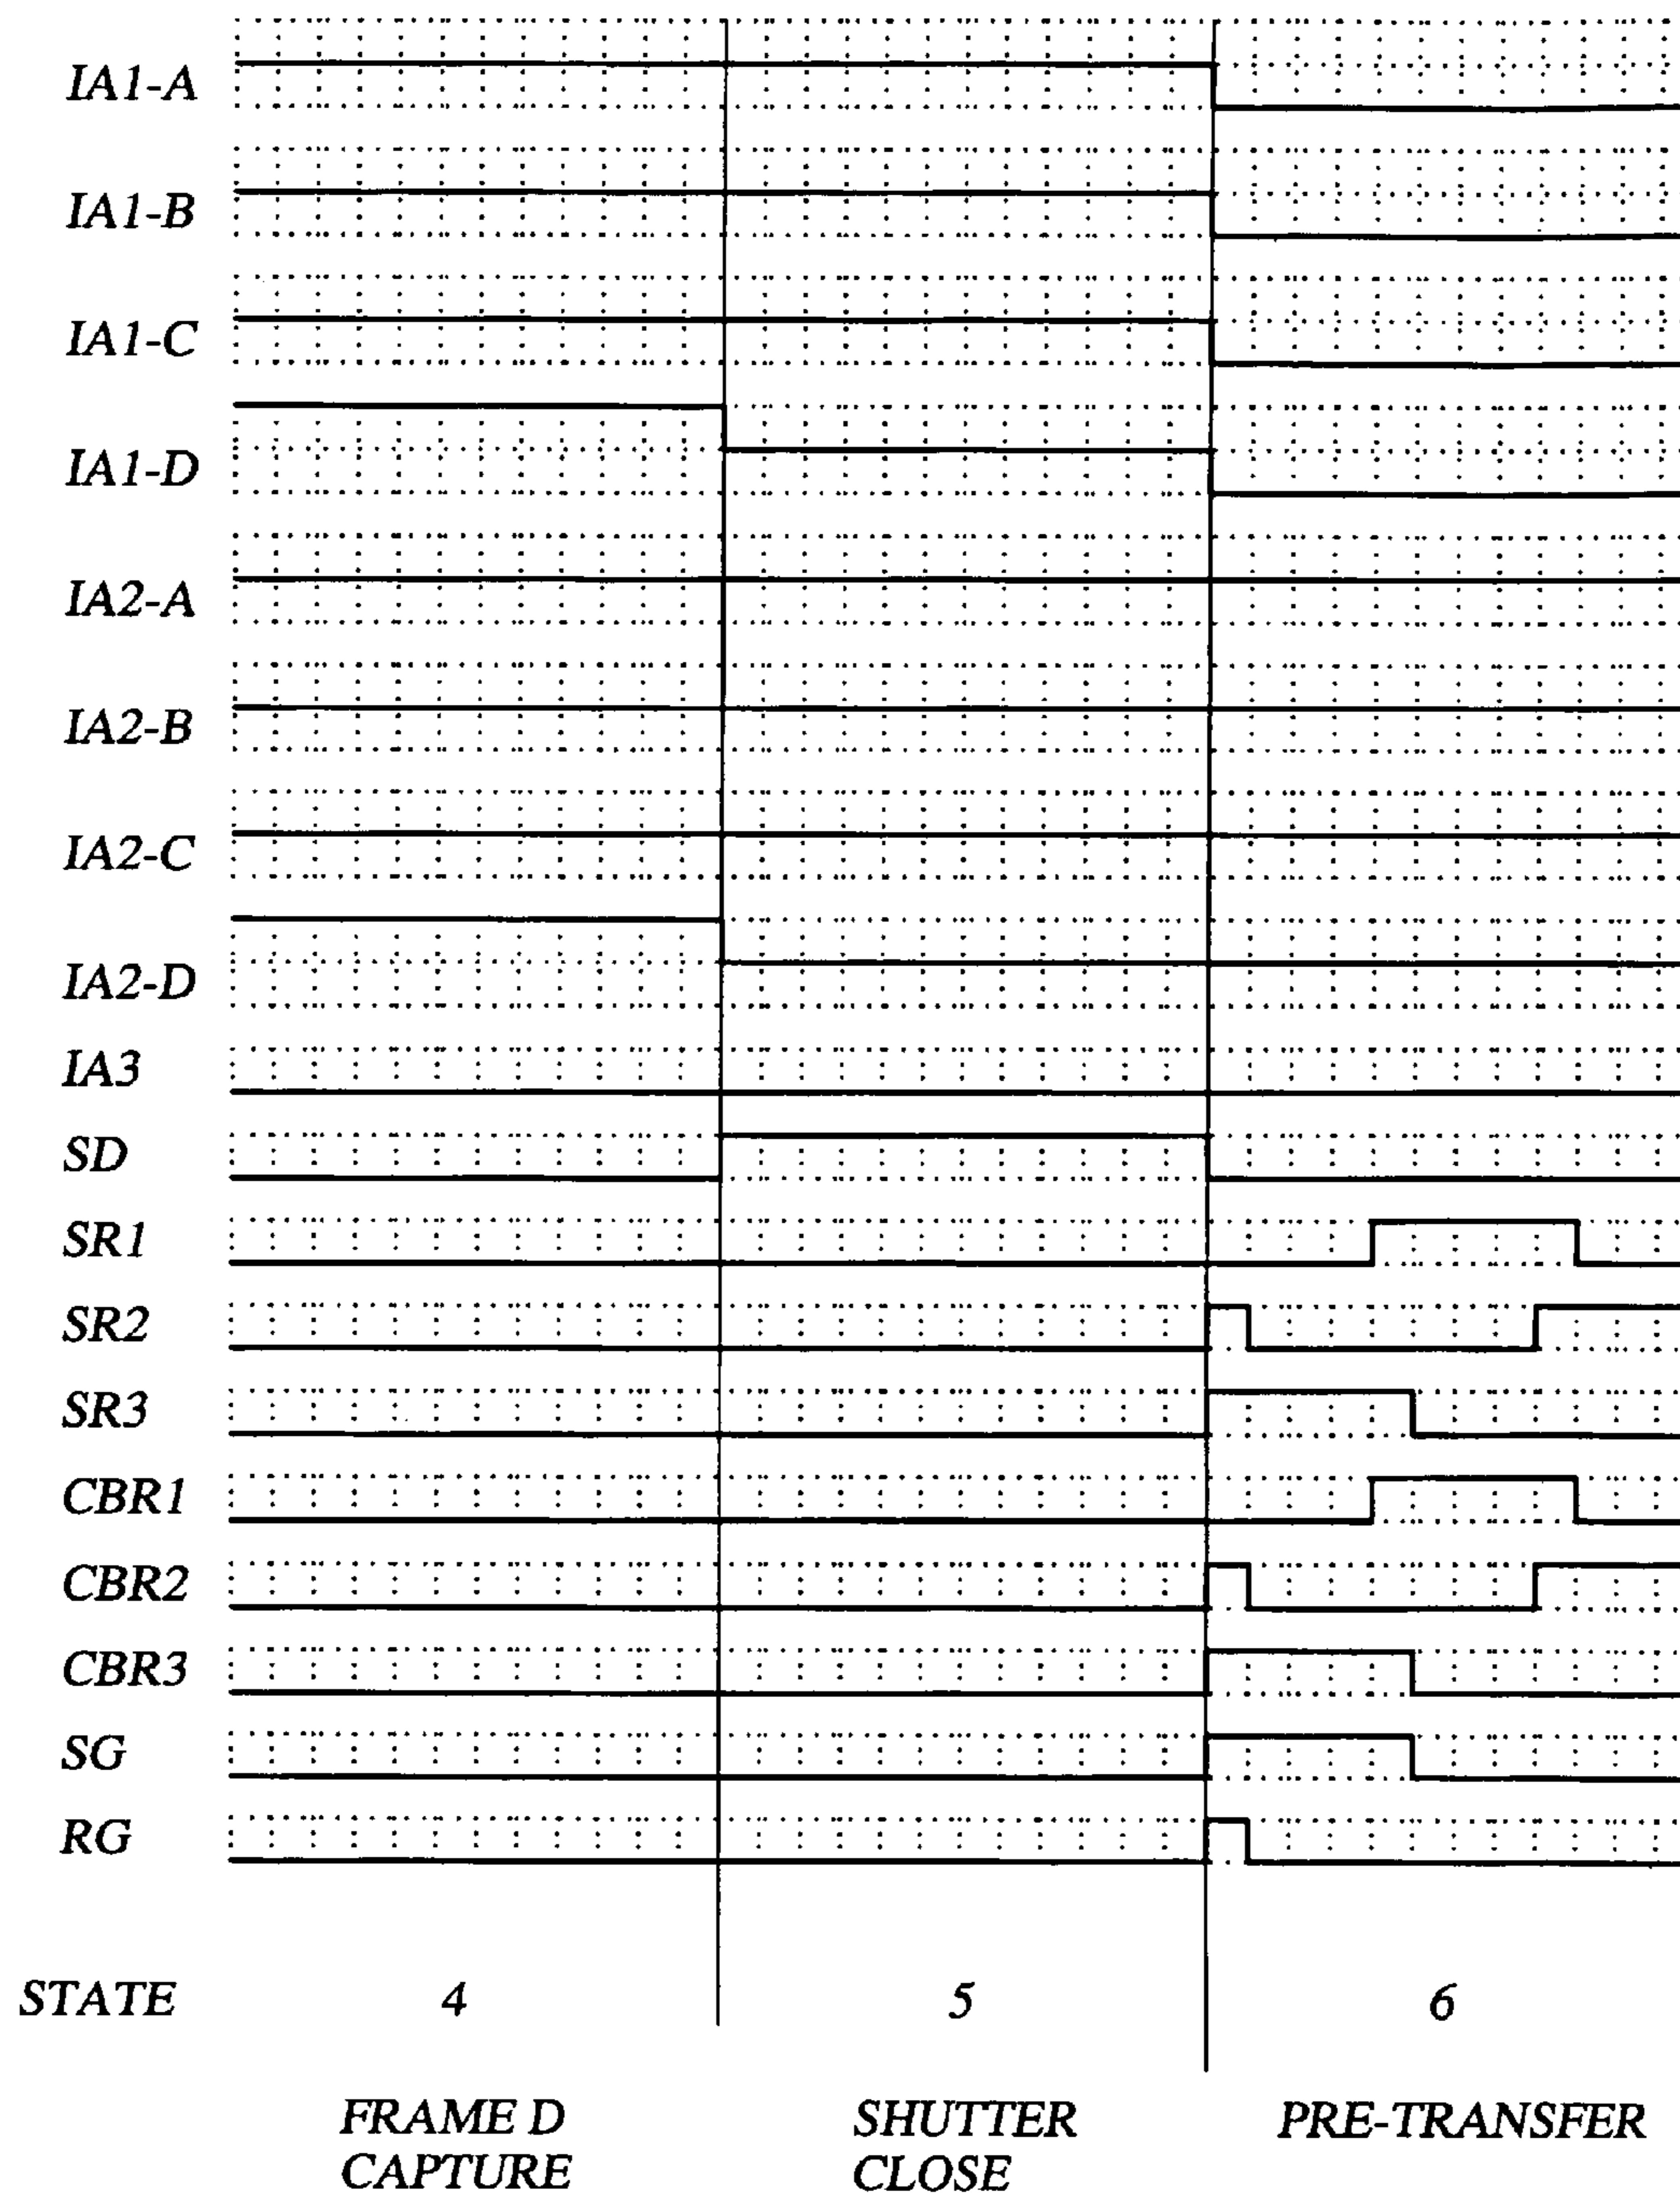 IA1-A
IA1-B
IA1-C
IA1-D
IA2-A
IA2-B
IA2-C
IA2-D
IA3
SD
SR1
SR2
SR3
CBR1
CBR2
CBR3
SG
RG
STATE 4 5 6
FRAME D CAPTURE
SHUTTER CLOSE
PRE-TRANSFER